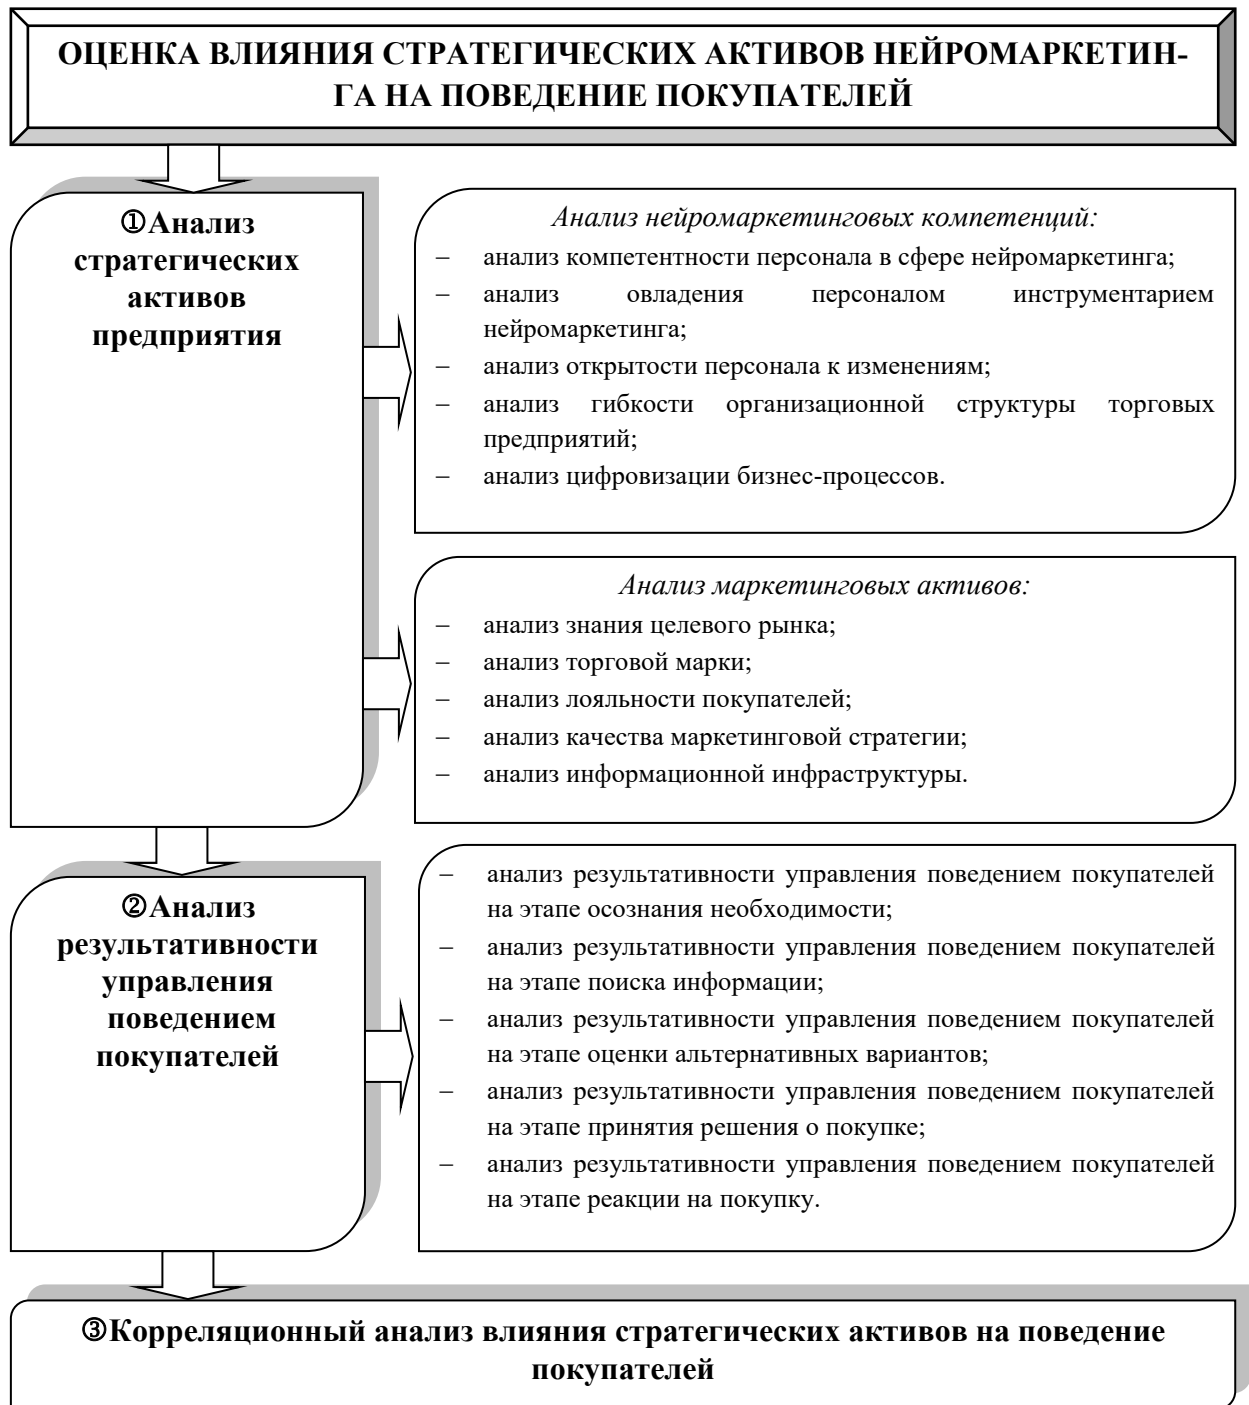 ОЦЕНКА ВЛИЯНИЯ СТРАТЕГИЧЕСКИХ АКТИВОВ НЕЙРОМАРКЕТИН-
ГА НА ПОВЕДЕНИЕ ПОКУПАТЕЛЕЙ
①Анализ
стратегических
активов
предприятия
Анализ нейромаркетинговых компетенций:
– анализ компетентности персонала в сфере нейромаркетинга;
– анализ овладения персоналом инструментарием
нейромаркетинга;
– анализ открытости персонала к изменениям;
– анализ гибкости организационной структуры торговых
предприятий;
– анализ цифровизации бизнес-процессов.
Анализ маркетинговых активов:
– анализ знания целевого рынка;
– анализ торговой марки;
– анализ лояльности покупателей;
– анализ качества маркетинговой стратегии;
– анализ информационной инфраструктуры.
②Анализ
результативности
управления
поведением
покупателей
– анализ результативности управления поведением покупателей
на этапе осознания необходимости;
– анализ результативности управления поведением покупателей
на этапе поиска информации;
– анализ результативности управления поведением покупателей
на этапе оценки альтернативных вариантов;
– анализ результативности управления поведением покупателей
на этапе принятия решения о покупке;
– анализ результативности управления поведением покупателей
на этапе реакции на покупку.
③Корреляционный анализ влияния стратегических активов на поведение
покупателей